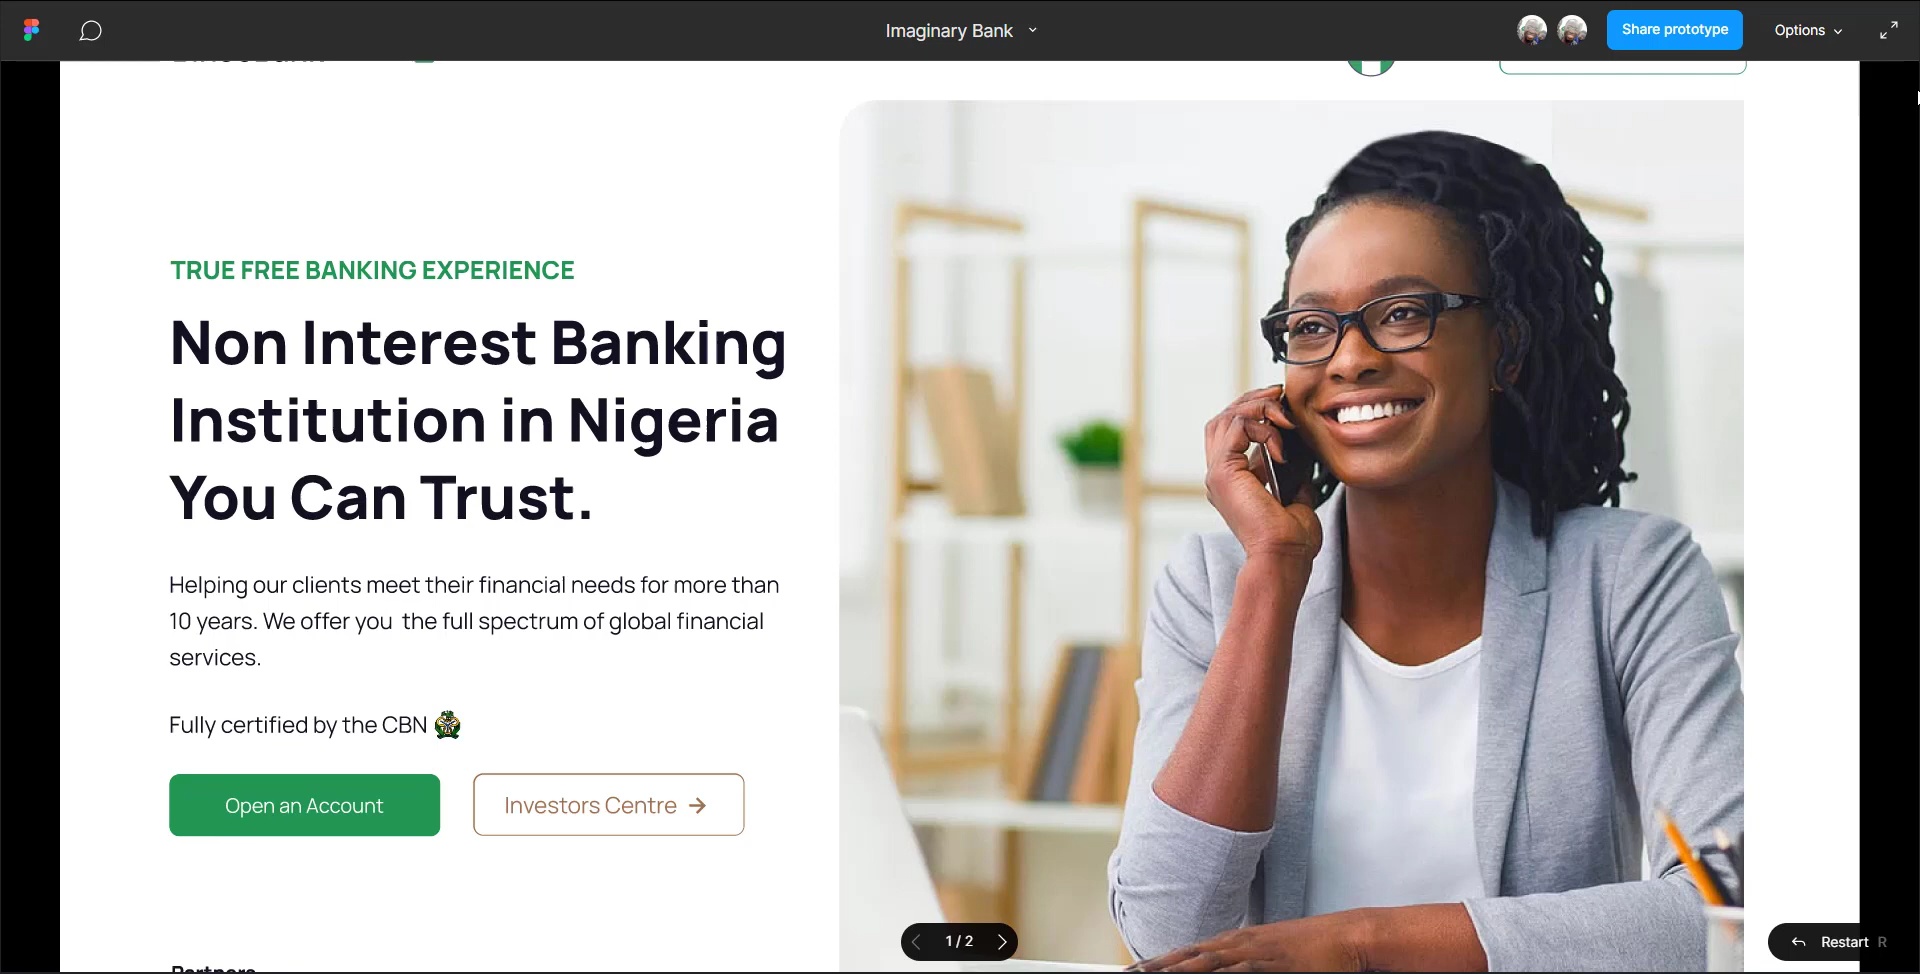 Imaginary Bank
Share prototype
Options
TRUE FREE BANKING EXPERIENCE
Non Interest Banking
Institution in Nigeria
You Can Trust.
Helping our clients meet their financial needs for more than
10 years. We offer you  the full spectrum of global financial
services.
Fully certified by the CBN
Open an Account
Investors Centre →
1 / 2
Restart R
Partners